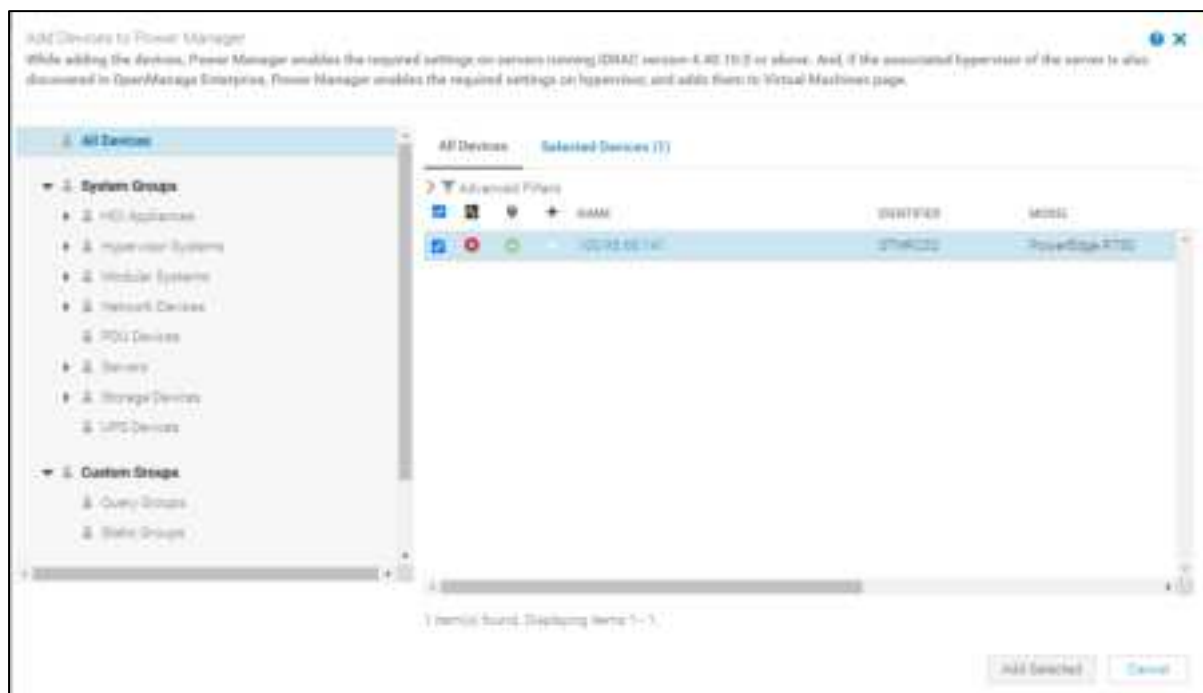 Add Devices to Power Manager
While adding the devices, Power Manager enables the required settings on servers running iDRAC version 4.40.10.0 or above. And, if the associated hypervisor of the server is also
discovered in OpenManage Enterprise, Power Manager enables the required settings on hypervisor, and adds them to Virtual Machines page.
All Devices
System Groups
HCI Appliances
Hypervisor Systems
Modular Systems
Network Devices
PDU Devices
Servers
Storage Devices
UPS Devices
Custom Groups
Query Groups
Static Groups
All Devices Selected Devices (1)
Advanced Filters
NAME IDENTIFIER MODEL
PowerEdge
1 item(s) found. Displaying items 1 - 1.
Add Selected Cancel